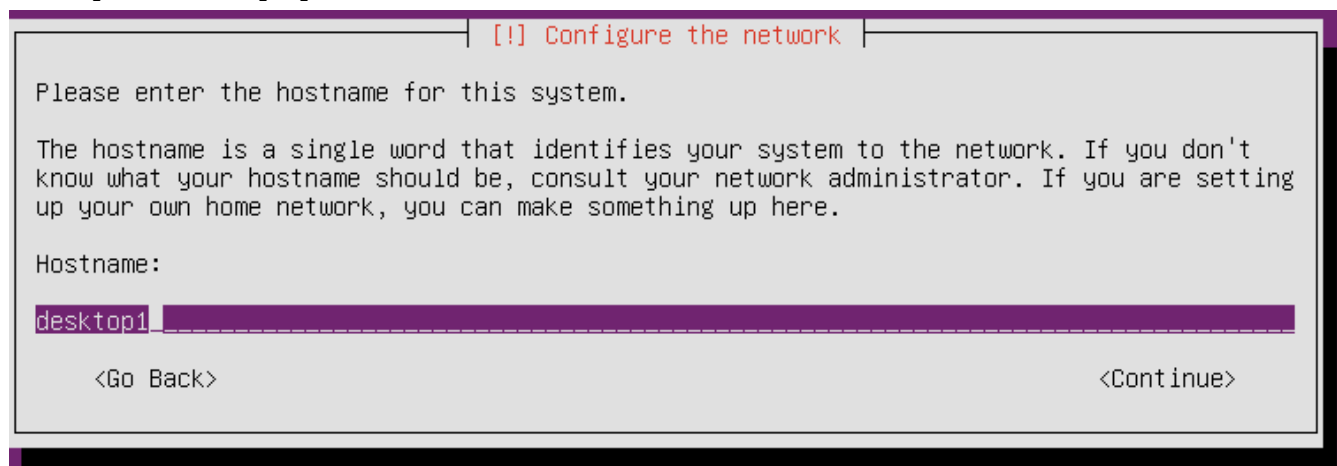 [!] Configure the network
Please enter the hostname for this system.
The hostname is a single word that identifies your system to the network. If you don't
know what your hostname should be, consult your network administrator. If you are setting
up your own home network, you can make something up here.
Hostname:
desktop1
<Go Back> <Continue>